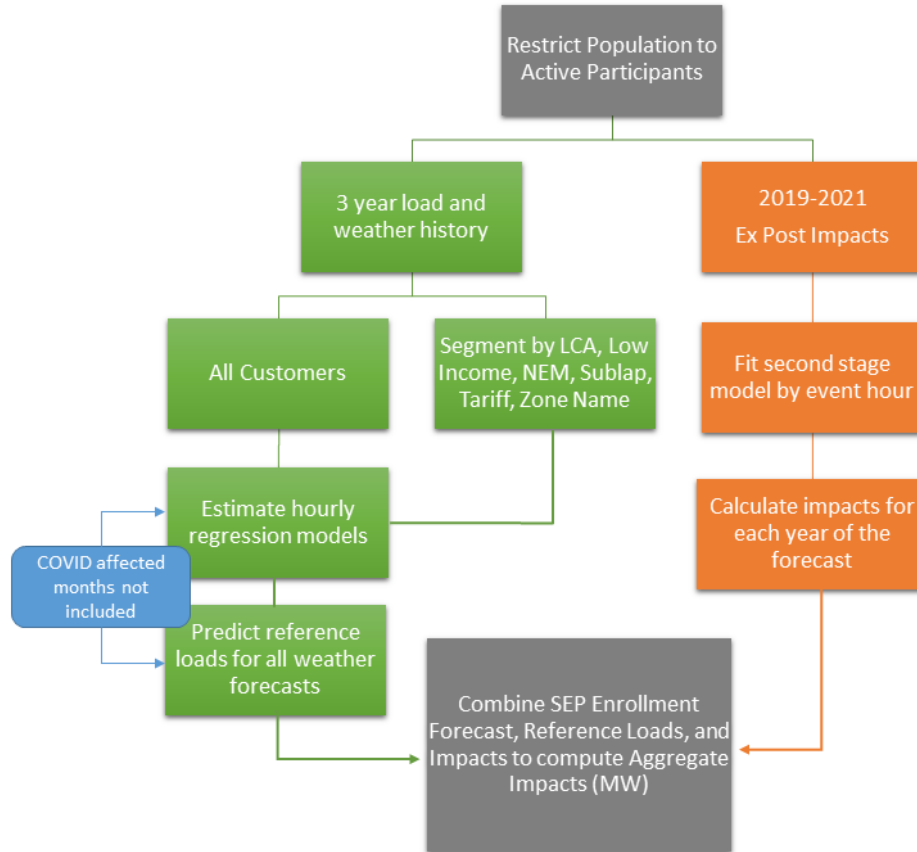 Restrict Population to
Active Participants
3 year load and
weather history
2019-2021
Ex Post Impacts
All Customers
Segment by LCA, Low
Income, NEM, Sublap,
Tariff, Zone Name
Fit second stage
model by event hour
Estimate hourly
regression models
Calculate impacts for
each year of the
forecast
COVID affected
months not
included
Predict reference
loads for all weather
forecasts
Combine SEP Enrollment
Forecast, Reference Loads, and
Impacts to compute Aggregate
Impacts (MW)